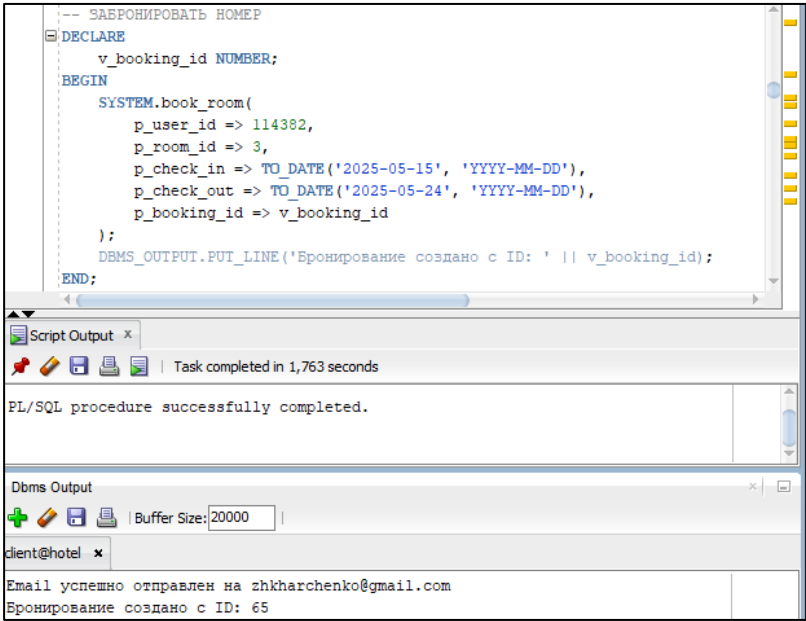 -- ЗАБРОНИРОВАТЬ НОМЕР
DECLARE
v_booking_id NUMBER;
BEGIN
SYSTEM.book_room(
p_user_id => 114382,
p_room_id => 3,
p_check_in => TO_DATE('2025-05-15', 'YYYY-MM-DD'),
p_check_out => TO_DATE('2025-05-24', 'YYYY-MM-DD'),
p_booking_id => v_booking_id
);
DBMS_OUTPUT.PUT_LINE('Бронирование создано с ID: ' || v_booking_id);
END;
Script Output x
Task completed in 1,763 seconds
PL/SQL procedure successfully completed.
Dbms Output
Buffer Size: 20000
client@hotel x
Email успешно отправлен на zhkharchenko@gmail.com
Бронирование создано с ID: 65